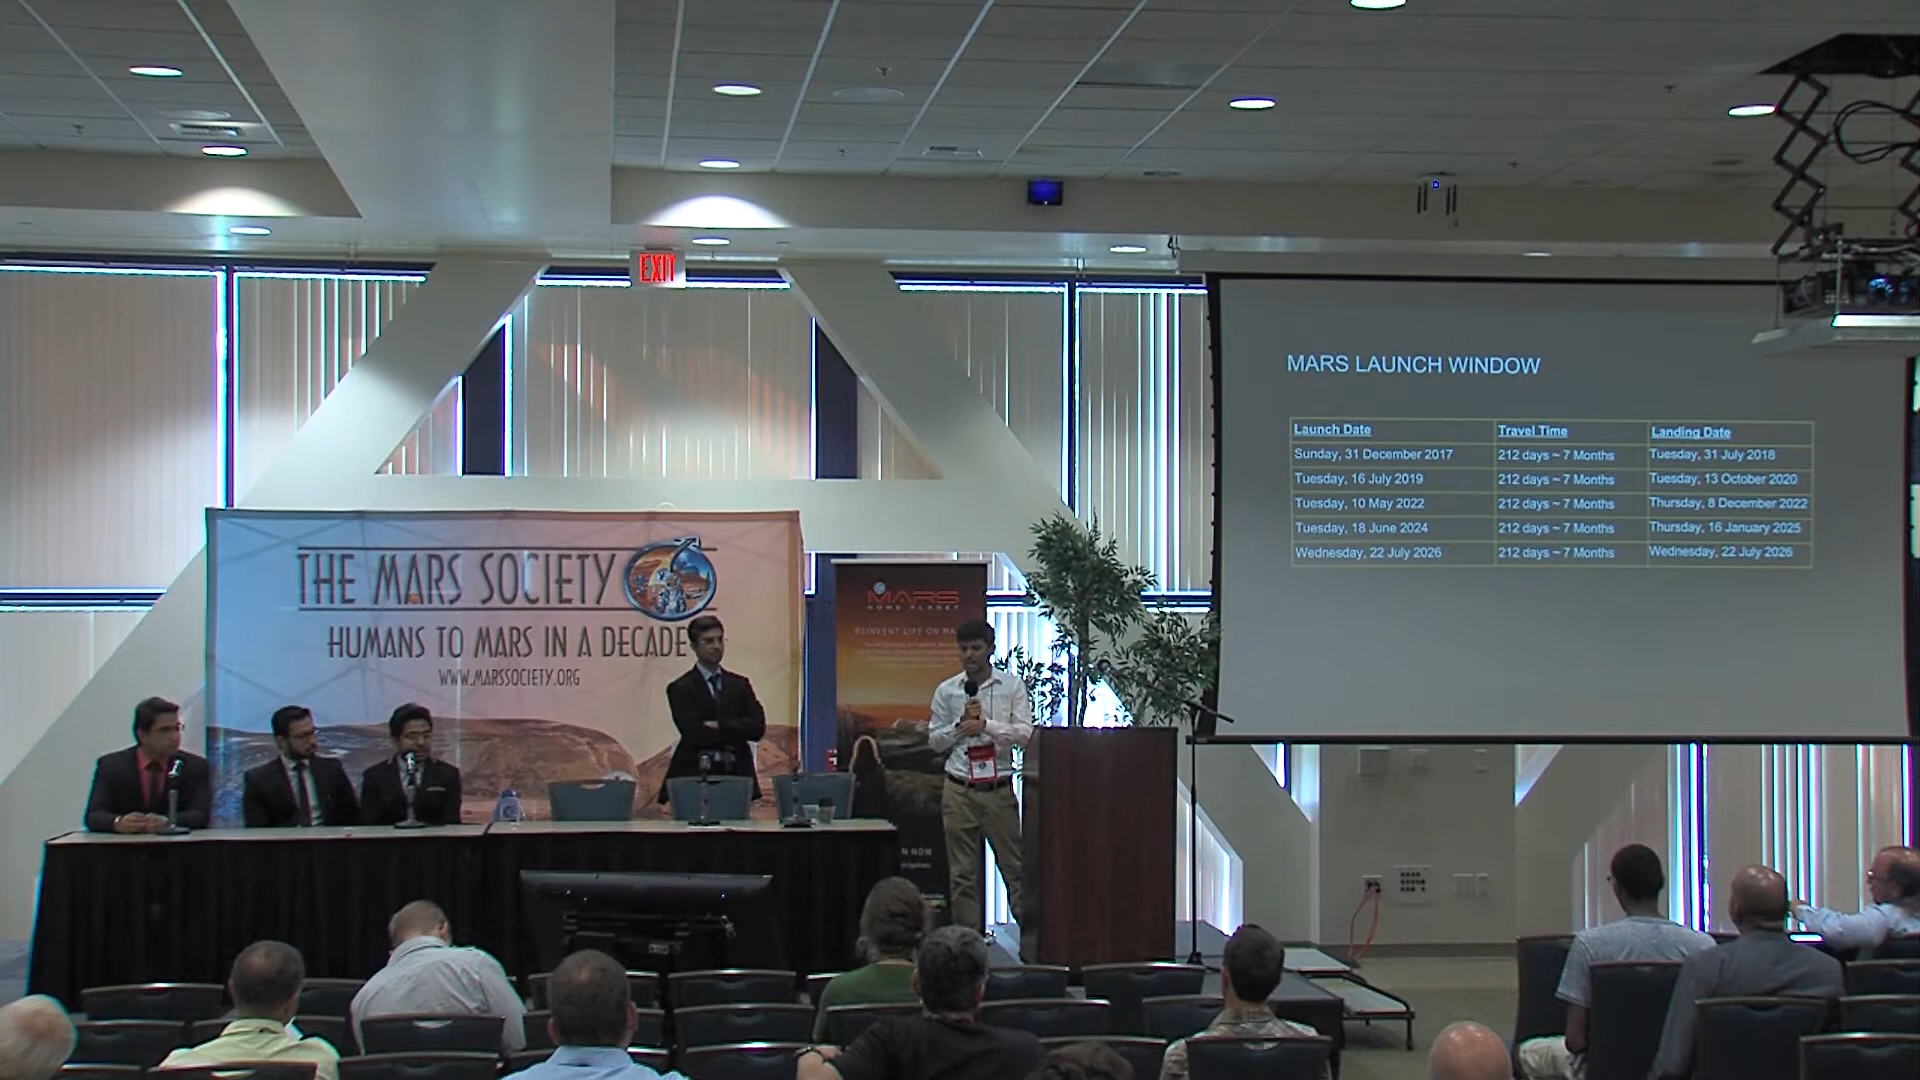 EXIT
MARS LAUNCH WINDOW
Launch Date Travel Time Landing Date
Sunday, 31 December 2017 212 days ~ 7 Months Tuesday, 31 July 2018
Tuesday, 16 July 2019 212 days ~ 7 Months Tuesday, 13 October 2020
Tuesday, 10 May 2022 212 days ~ 7 Months Thursday, 8 December 2022
Tuesday, 18 June 2024 212 days ~ 7 Months Thursday, 16 January 2025
Wednesday, 22 July 2026 212 days ~ 7 Months Wednesday, 22 July 2026
THE MARS SOCIETY
HUMANS TO MARS IN A DECADE
WWW.MARSSOCIETY.ORG
MARS
HOME PLANET
REINVENT LIFE ON MA
N NOW